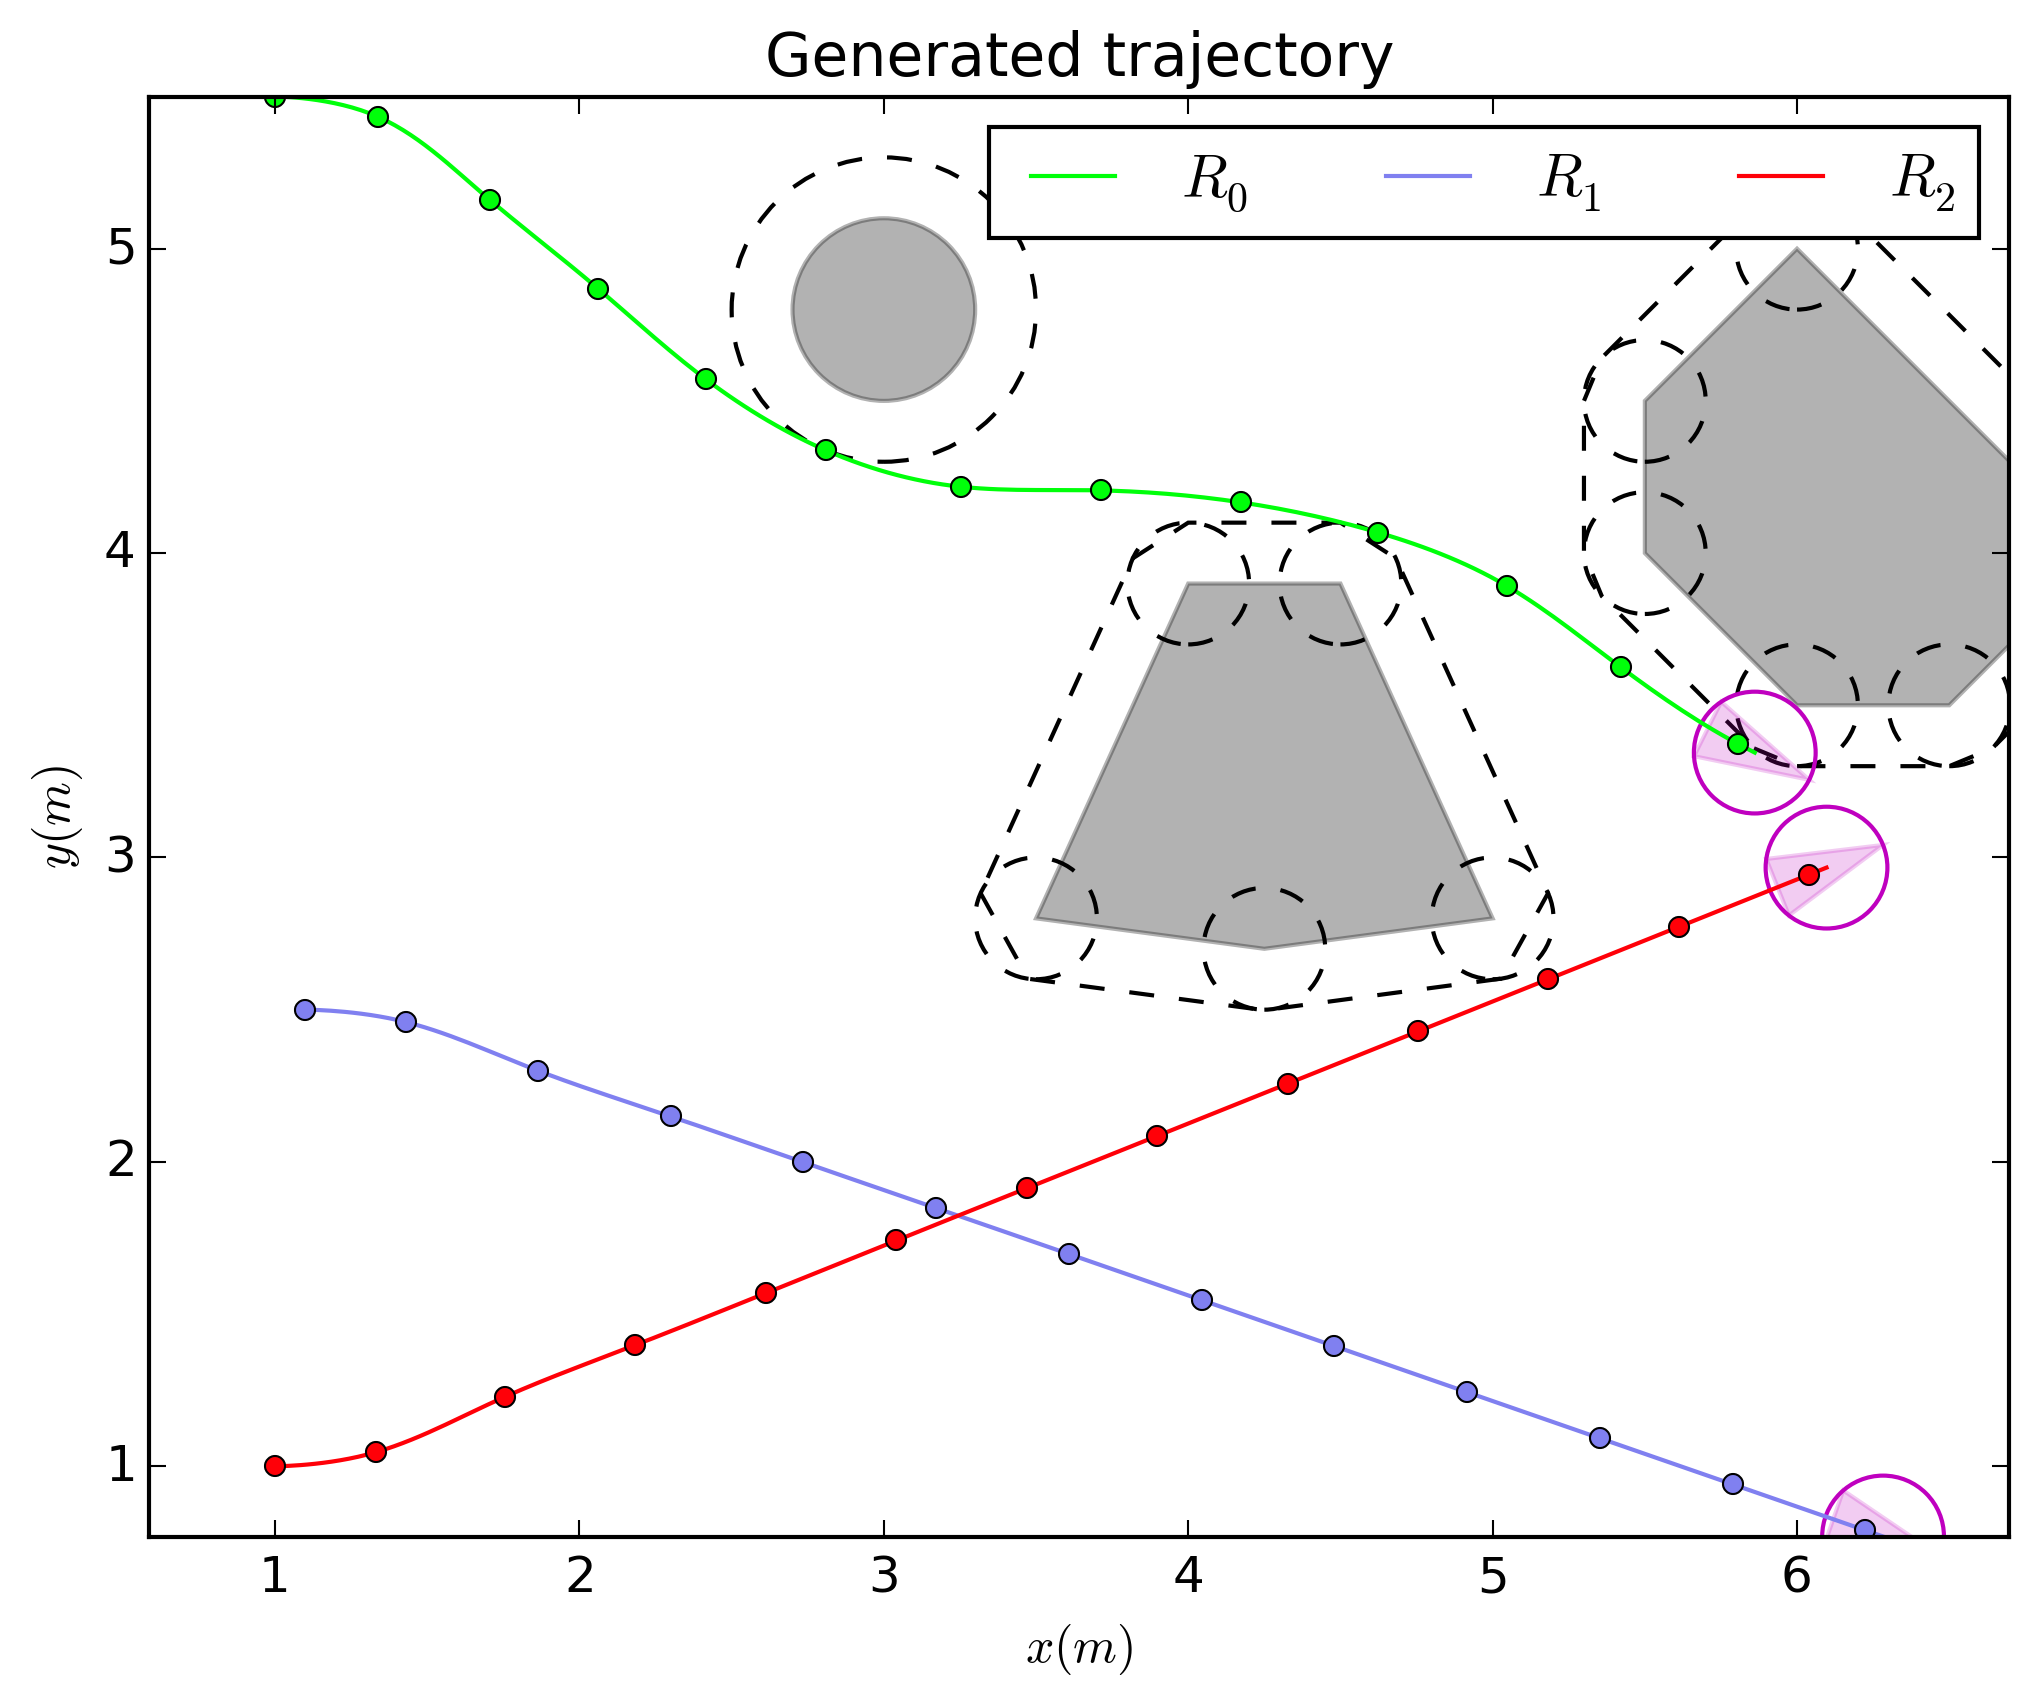 Generated trajectory
R₀ R₁ R₂
5
4
3
2
1
y(m)
1 2 3 4 5 6
x(m)